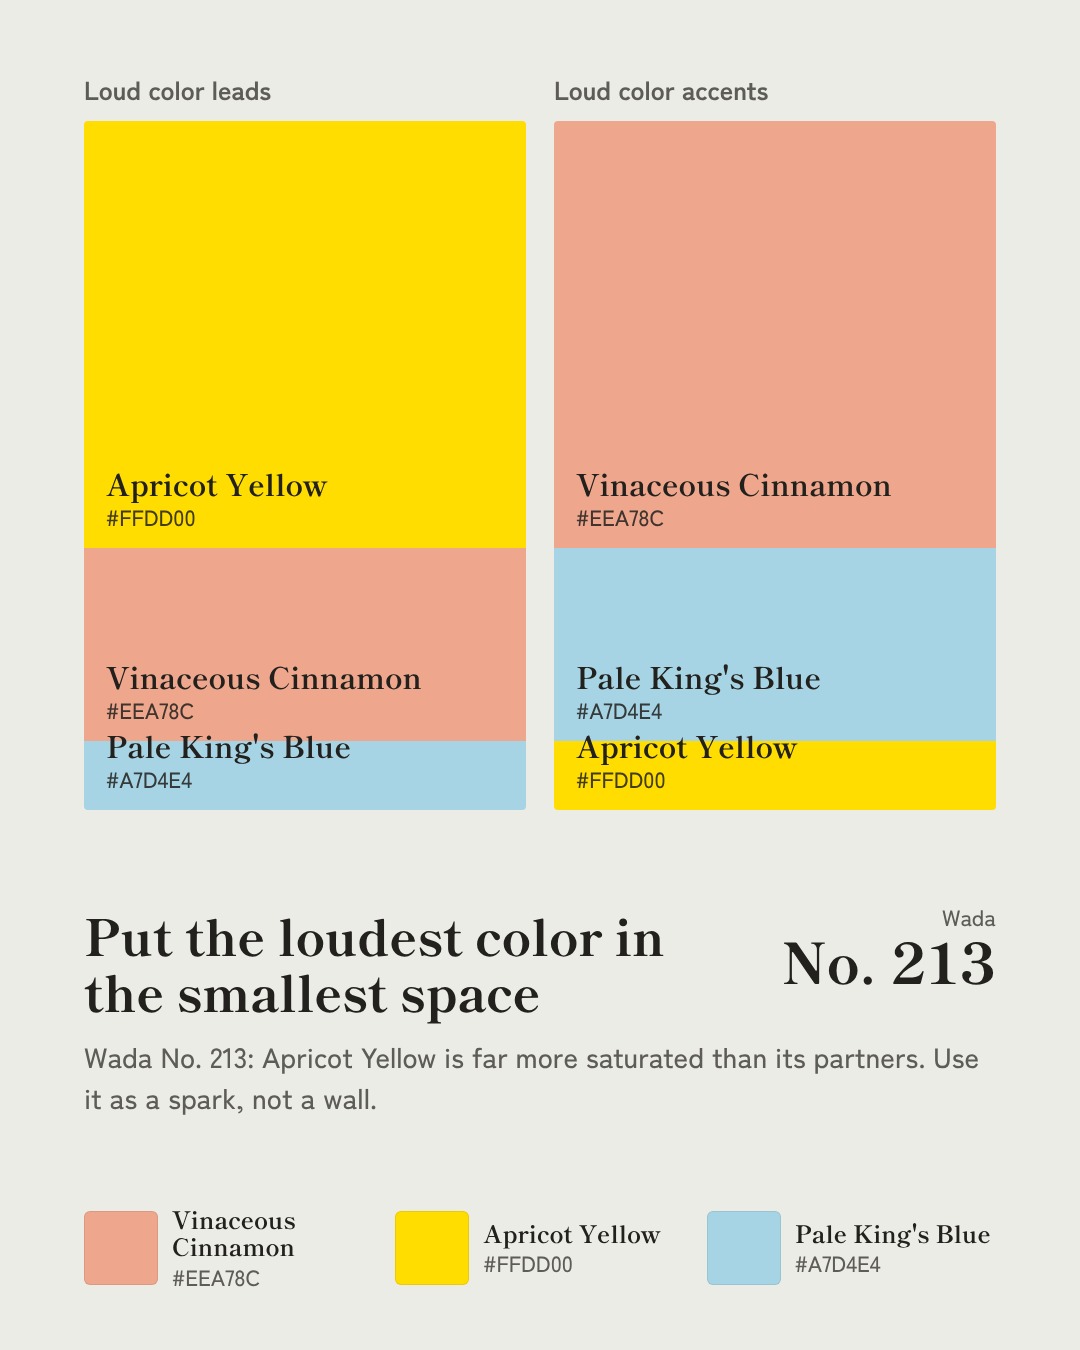 Loud color leads
Apricot Yellow
#FFDD00
Vinaceous Cinnamon
#EEA78C
Pale King's Blue
#A7D4E4
Loud color accents
Vinaceous Cinnamon
#EEA78C
Pale King's Blue
#A7D4E4
Apricot Yellow
#FFDD00
Put the loudest color in
the smallest space
Wada
No. 213
Wada No. 213: Apricot Yellow is far more saturated than its partners. Use
it as a spark, not a wall.
Vinaceous
Cinnamon
#EEA78C
Apricot Yellow
#FFDD00
Pale King's Blue
#A7D4E4